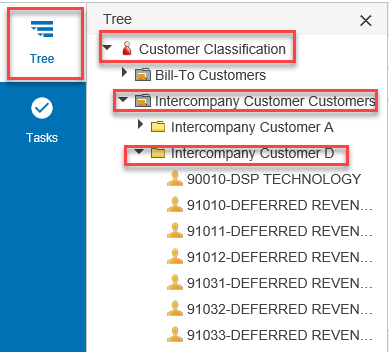 Tree
Tasks
Tree
Customer Classification
Bill-To Customers
Intercompany Customer Customers
Intercompany Customer A
Intercompany Customer D
90010-DSP TECHNOLOGY
91010-DEFERRED REVEN...
91011-DEFERRED REVEN...
91012-DEFERRED REVEN...
91031-DEFERRED REVEN...
91032-DEFERRED REVEN...
91033-DEFERRED REVEN...